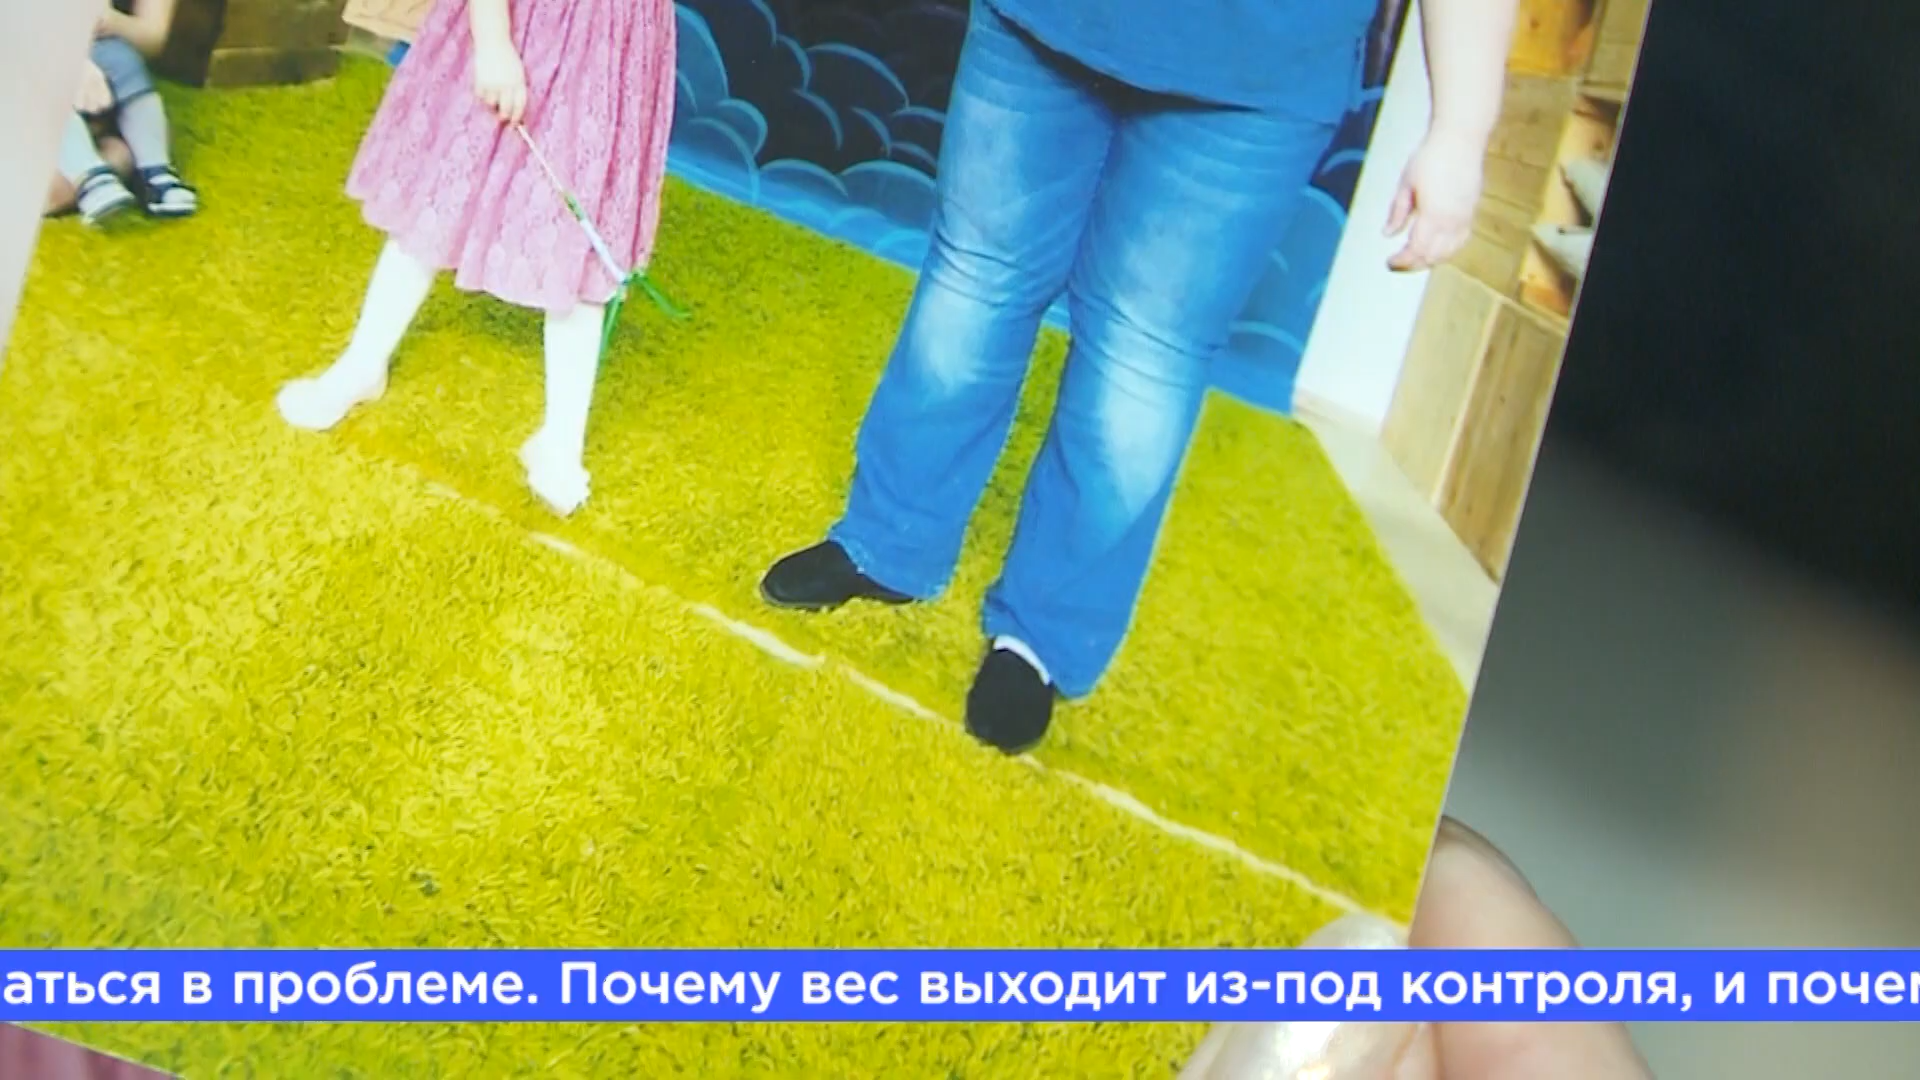 аться в проблеме. Почему вес выходит из-под контроля, и почем